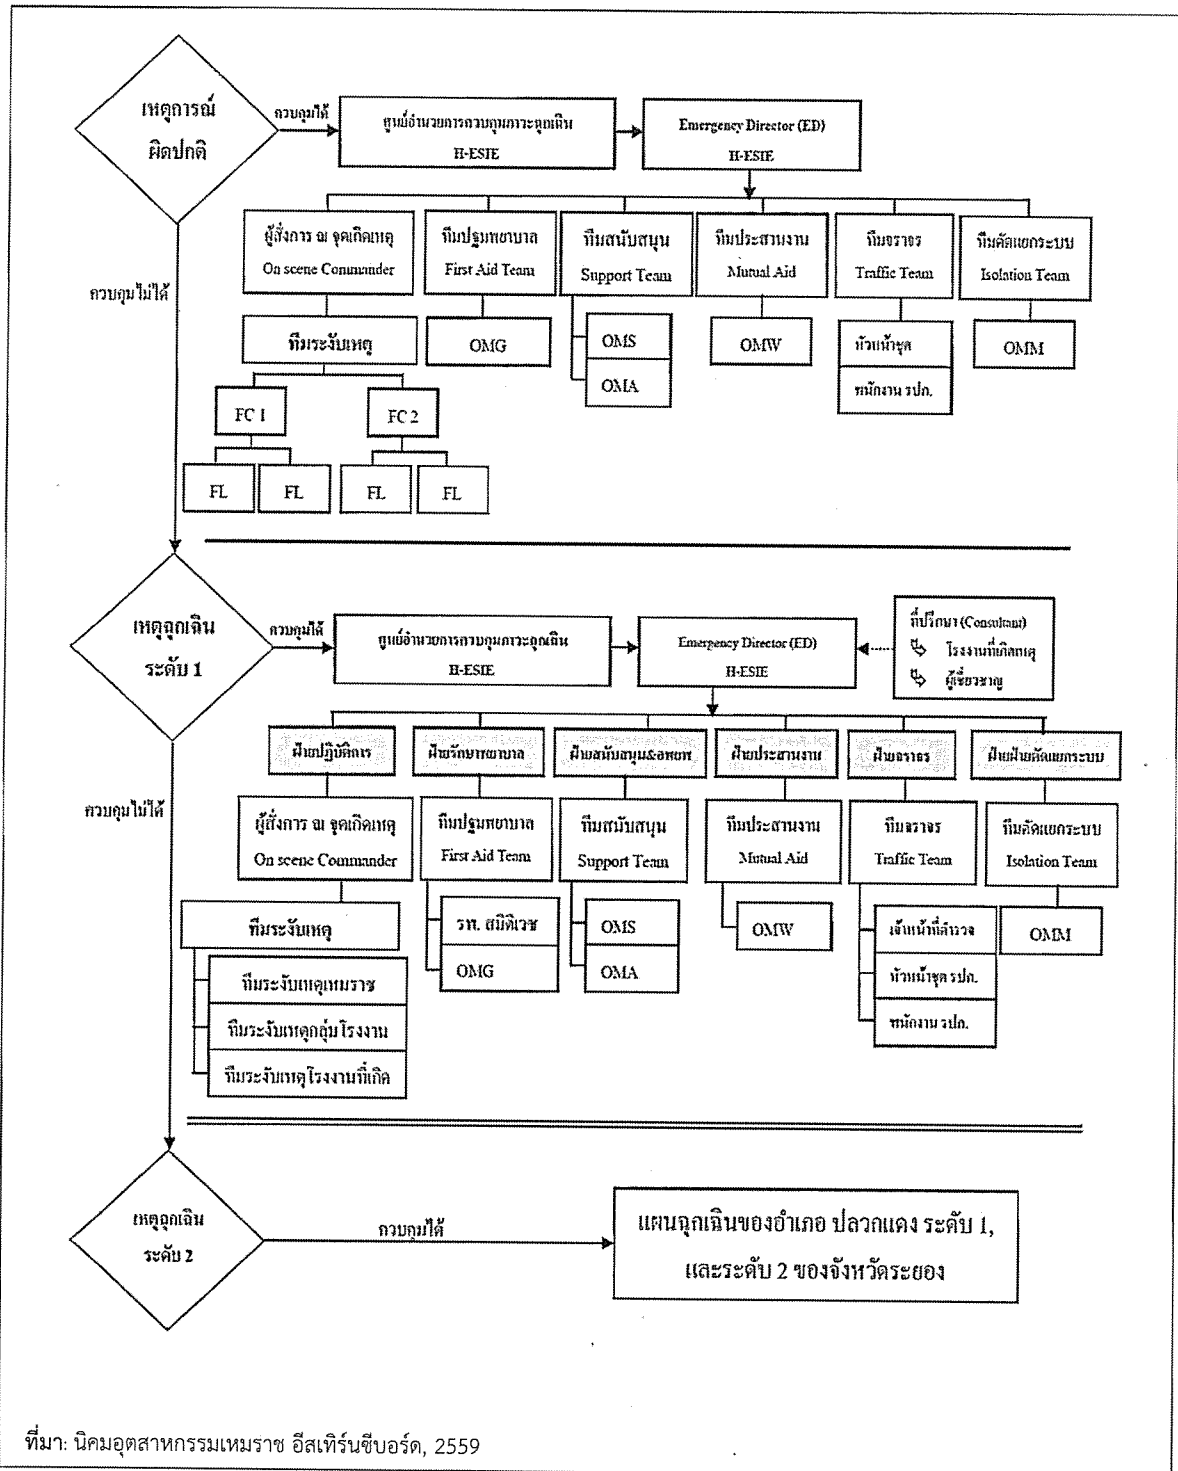 เหตุการณ์
ผิดปกติ
ควบคุมได้
ศูนย์อำนวยการควบคุมภาวะฉุกเฉิน
H-ESIE
Emergency Director (ED)
H-ESIE
ผู้สั่งการ ณ จุดเกิดเหตุ
On scene Commander
ทีมปฐมพยาบาล
First Aid Team
ทีมสนับสนุน
Support Team
ทีมประสานงาน
Mutual Aid
ทีมจราจร
Traffic Team
ทีมตัดแยกระบบ
Isolation Team
ควบคุมไม่ได้
ทีมระงับเหตุ
OMG
OMS
OMA
OMW
หัวหน้าชุด
พนักงาน รปภ.
OMM
FC 1
FC 2
FL
FL
FL
FL
เหตุฉุกเฉิน
ระดับ 1
ควบคุมได้
ศูนย์อำนวยการควบคุมภาวะฉุกเฉิน
H-ESIE
Emergency Director (ED)
H-ESIE
ที่ปรึกษา (Consultant)
โรงงานที่เกิดเหตุ
ผู้เชี่ยวชาญ
ฝ่ายปฏิบัติการ
ฝ่ายรักษาพยาบาล
ฝ่ายสนับสนุน&อพยพ
ฝ่ายประสานงาน
ฝ่ายจราจร
ฝ่ายฝ่ายตัดแยกระบบ
ควบคุมไม่ได้
ผู้สั่งการ ณ จุดเกิดเหตุ
On scene Commander
ทีมปฐมพยาบาล
First Aid Team
ทีมสนับสนุน
Support Team
ทีมประสานงาน
Mutual Aid
ทีมจราจร
Traffic Team
ทีมตัดแยกระบบ
Isolation Team
ทีมระงับเหตุ
รพ. สมิติเวช
OMG
OMS
OMA
OMW
เจ้าหน้าที่ตำรวจ
หัวหน้าชุด รปภ.
พนักงาน รปภ.
OMM
ทีมระงับเหตุเหมราช
ทีมระงับเหตุกลุ่มโรงงาน
ทีมระงับเหตุโรงงานที่เกิด
เหตุฉุกเฉิน
ระดับ 2
ควบคุมได้
แผนฉุกเฉินของอำเภอ ปลวกแดง ระดับ 1,
และระดับ 2 ของจังหวัดระยอง
ที่มา: นิคมอุตสาหกรรมเหมราช อีสเทิร์นซีบอร์ด, 2559